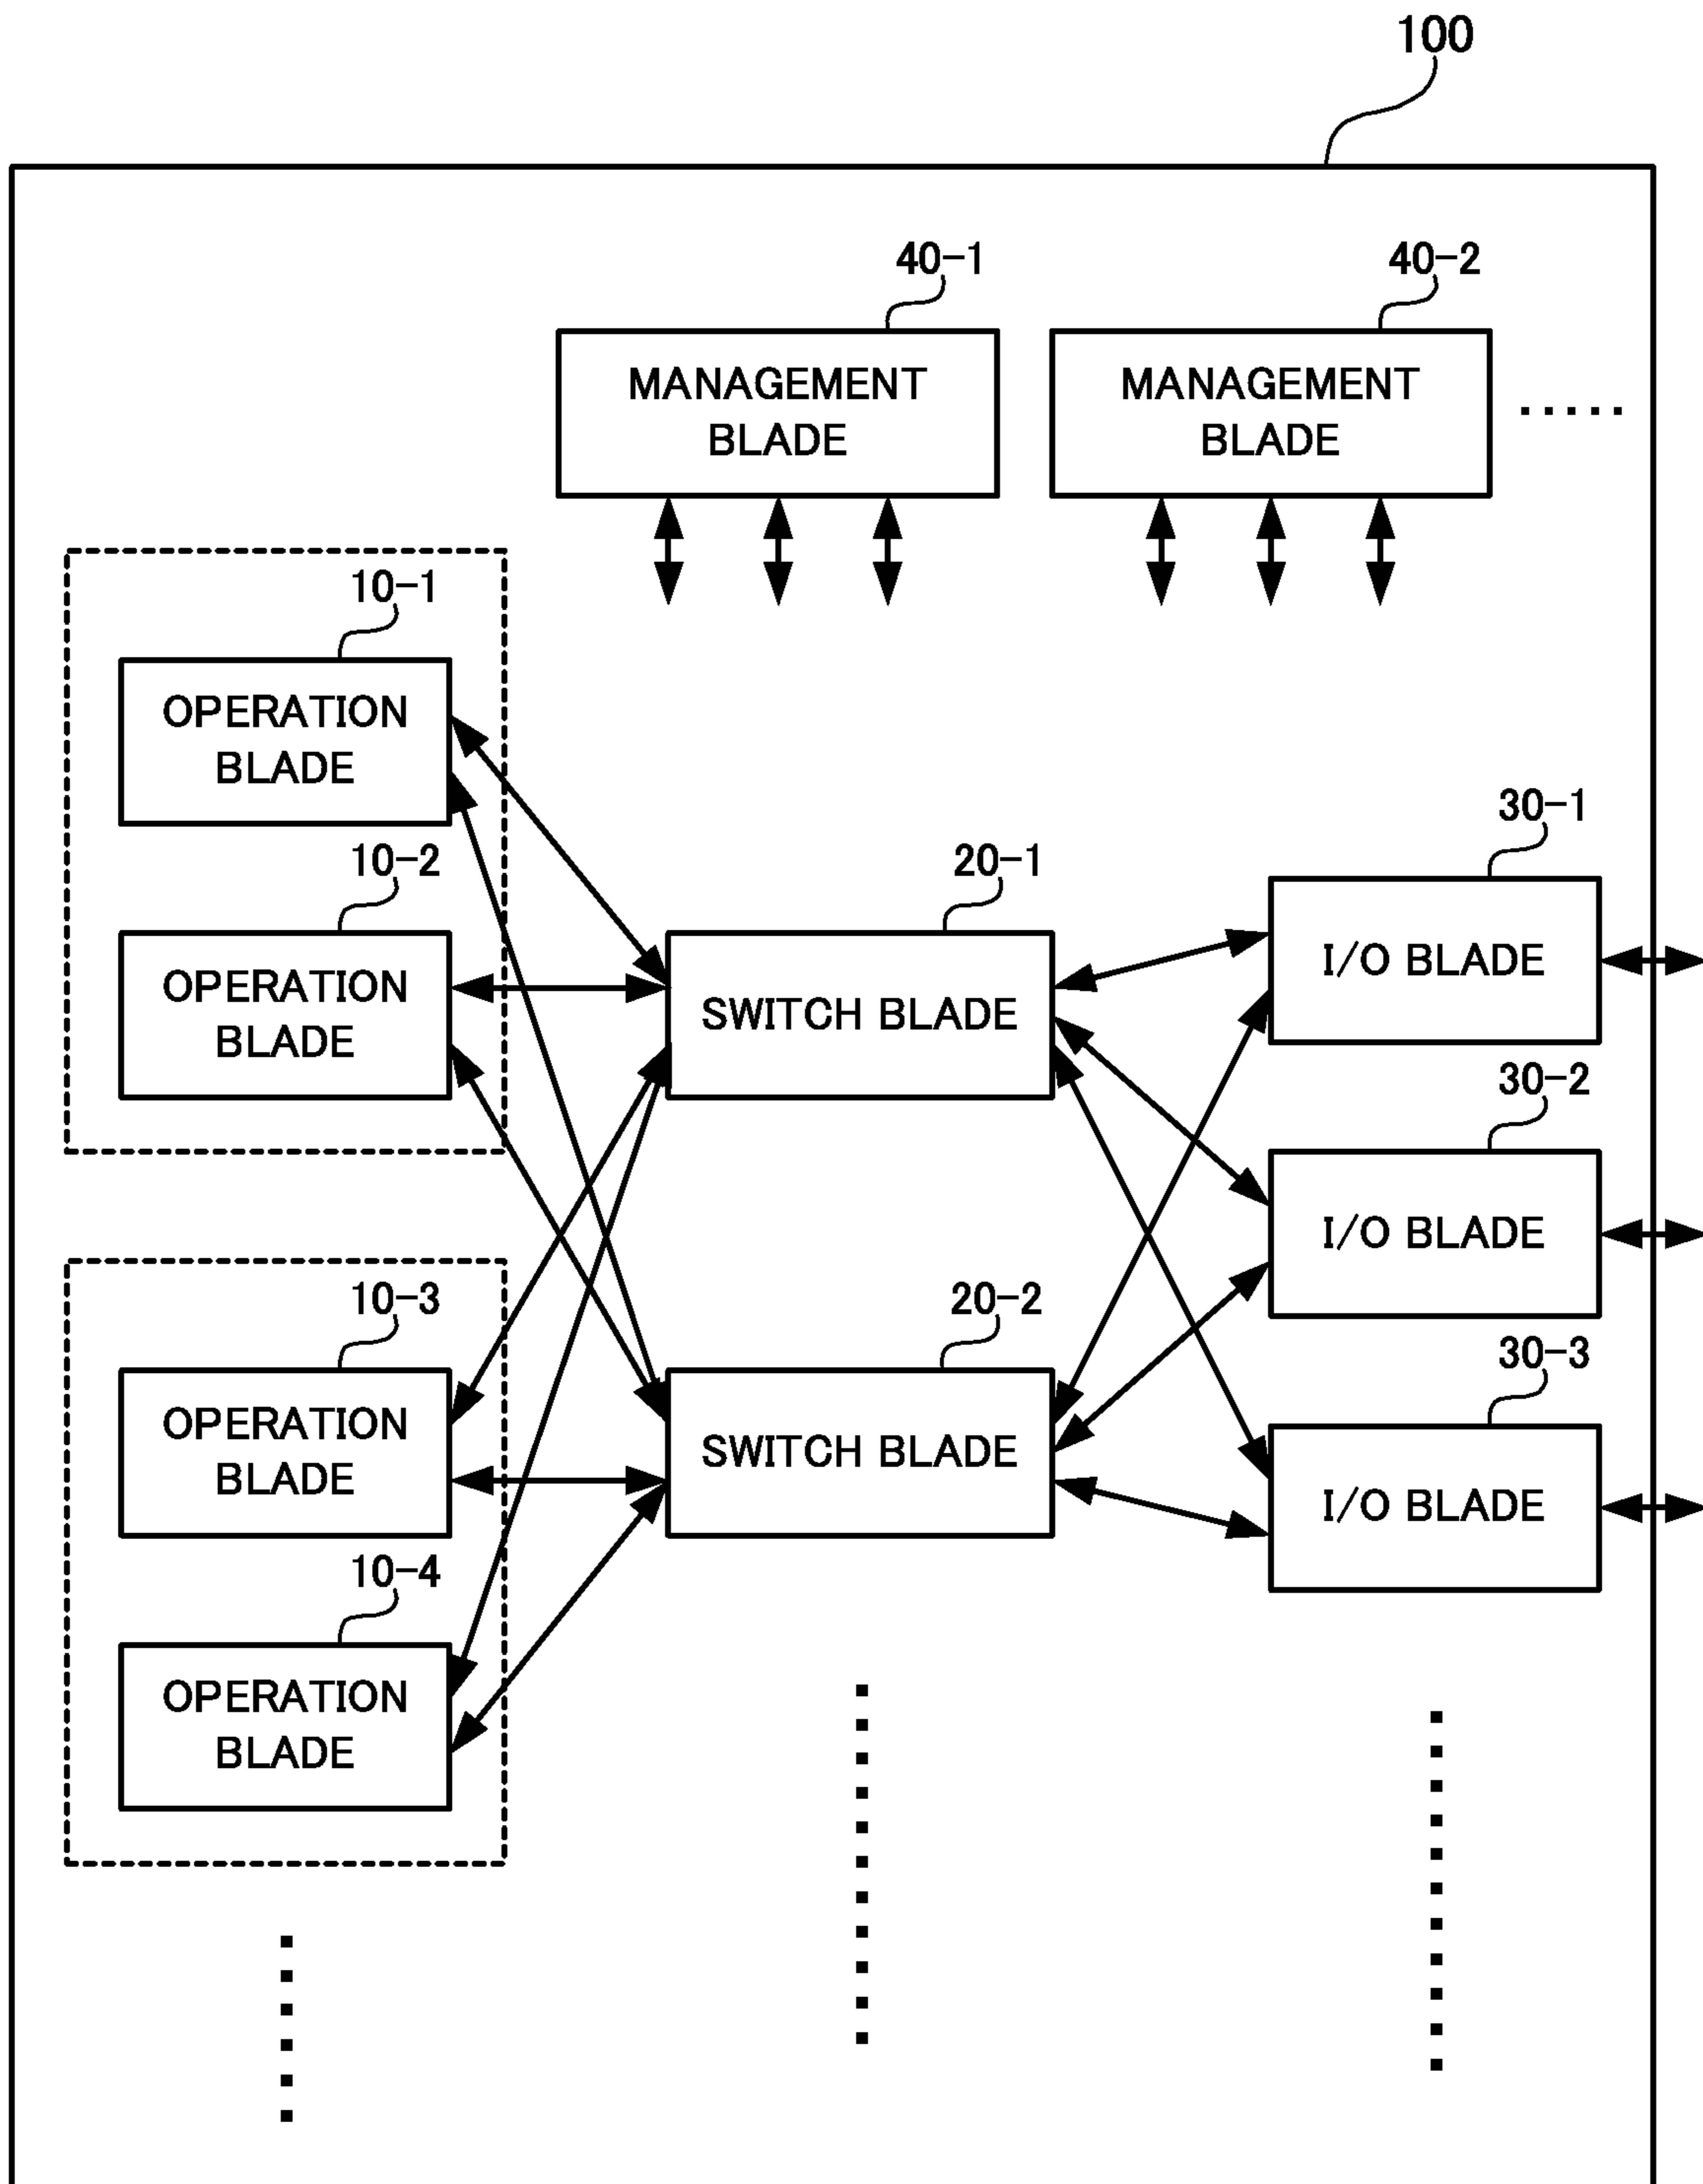 100
40-1
40-2
MANAGEMENT
BLADE
MANAGEMENT
BLADE
10-1
OPERATION
BLADE
10-2
OPERATION
BLADE
20-1
SWITCH BLADE
30-1
I/O BLADE
30-2
I/O BLADE
10-3
OPERATION
BLADE
20-2
SWITCH BLADE
30-3
I/O BLADE
10-4
OPERATION
BLADE